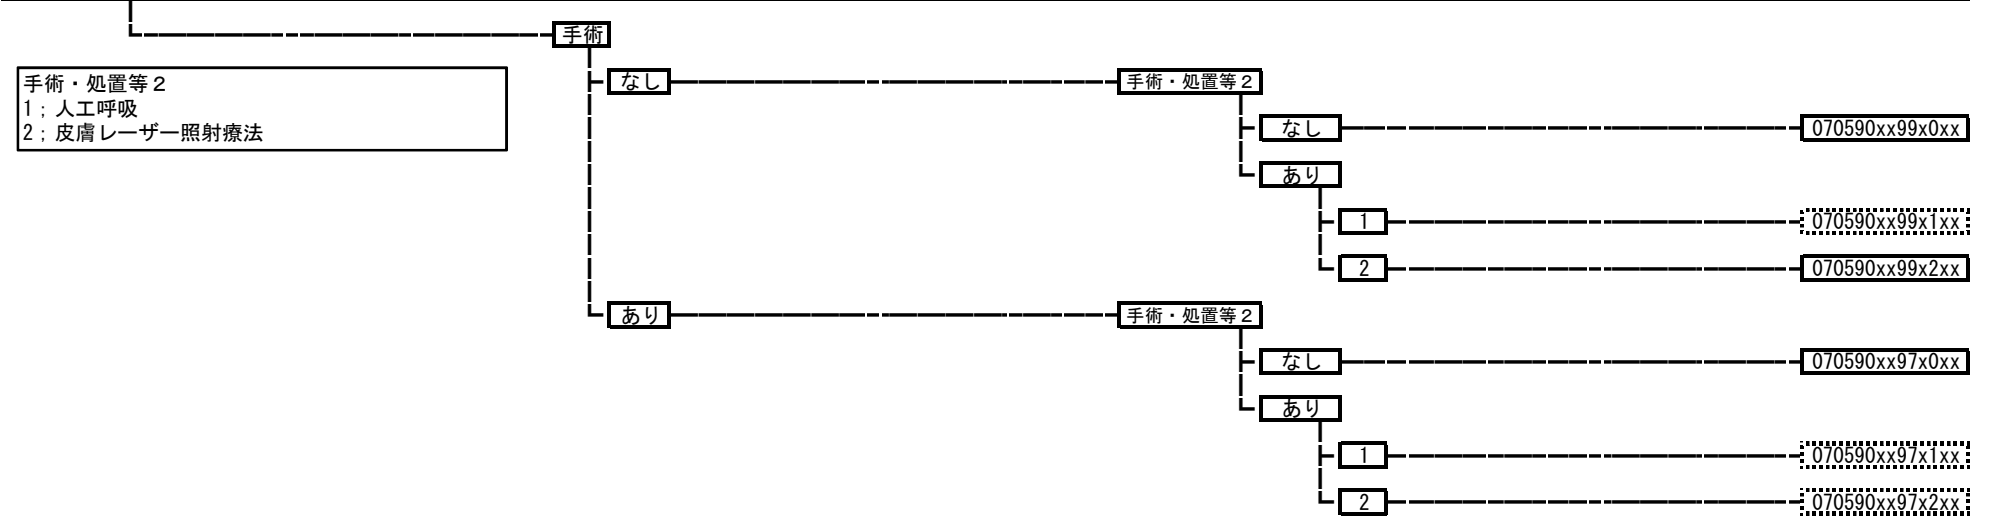 手術
手術・処置等２
1；人工呼吸
2；皮膚レーザー照射療法
なし
手術・処置等２
なし
070590xx99x0xx
あり
1
070590xx99x1xx
2
070590xx99x2xx
あり
手術・処置等２
なし
070590xx97x0xx
あり
1
070590xx97x1xx
2
070590xx97x2xx